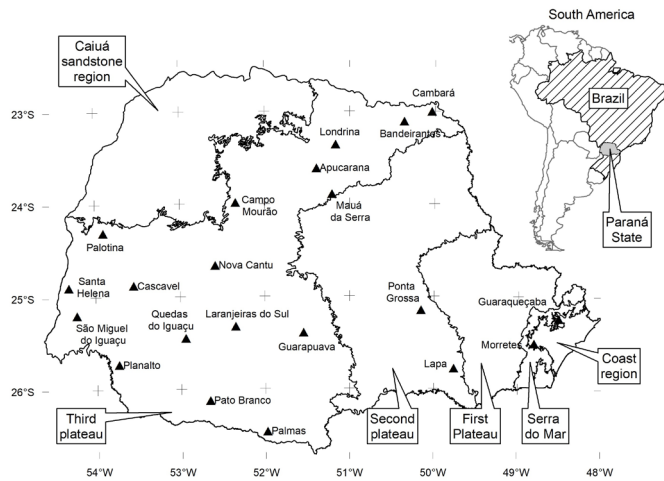 South America
Caiuá
sandstone
region
Brazil
Paraná
State
23°S
24°S
25°S
26°S
Cambará
Bandeirantes
Londrina
Apucarana
Mauá
da Serra
Campo
Mourão
Palotina
Nova Cantu
Santa
Helena
Cascavel
Ponta
Grossa
Guaraqueçaba
Quedas
do Iguaçu
Laranjeiras do Sul
São Miguel
do Iguaçu
Guarapuava
Morretes
Coast
region
Planalto
Lapa
Pato Branco
Palmas
Third
plateau
Second
plateau
First
Plateau
Serra
do Mar
54°W
53°W
52°W
51°W
50°W
49°W
48°W